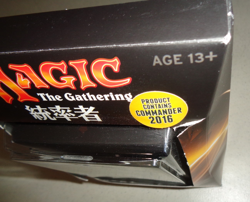 MAGIC
The Gathering
AGE 13+
統率者
PRODUCT
CONTAINS
COMMANDER
2016